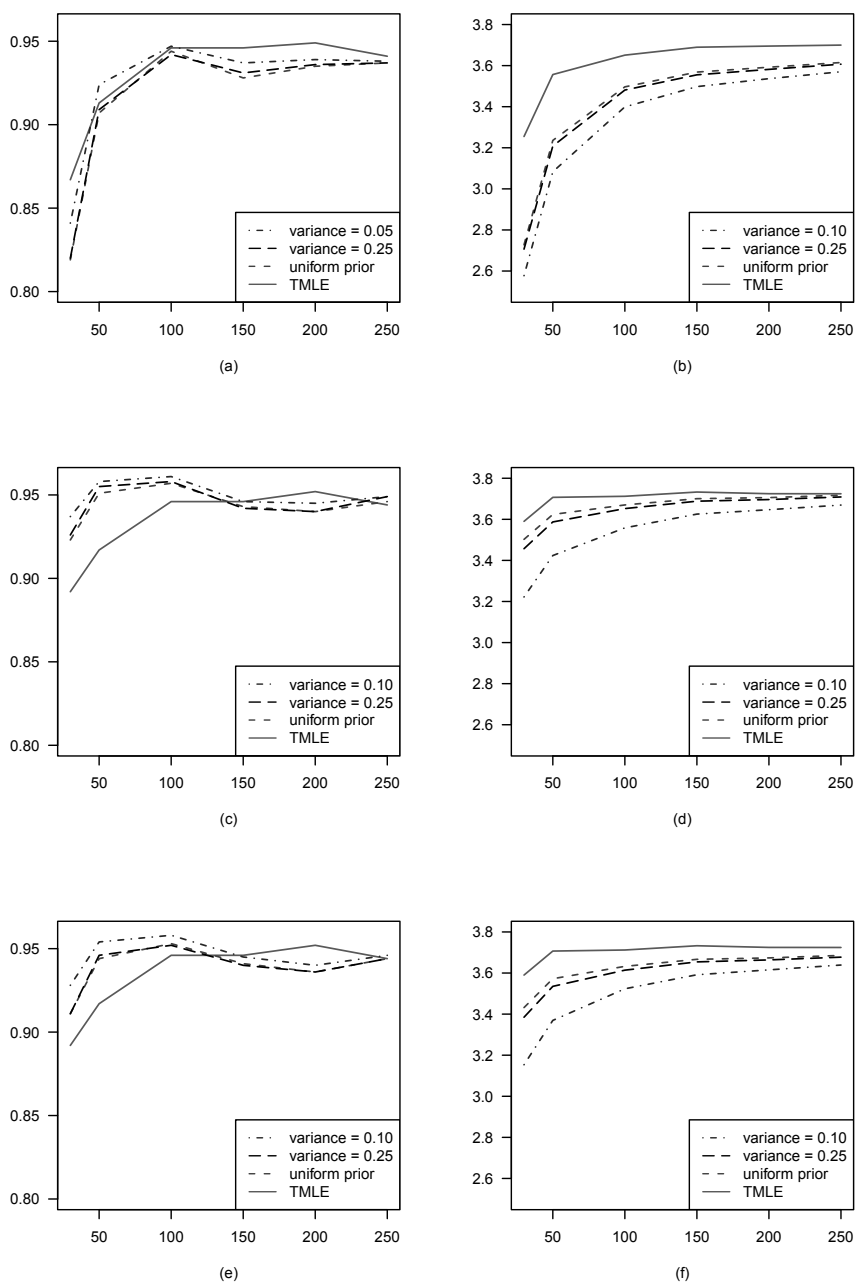 0.95
0.90
0.85
0.80
50 100 150 200 250
variance = 0.05
variance = 0.25
uniform prior
TMLE
(a)
3.8
3.6
3.4
3.2
3.0
2.8
2.6
50 100 150 200 250
variance = 0.10
variance = 0.25
uniform prior
TMLE
(b)
0.95
0.90
0.85
0.80
50 100 150 200 250
variance = 0.10
variance = 0.25
uniform prior
TMLE
(c)
3.8
3.6
3.4
3.2
3.0
2.8
2.6
50 100 150 200 250
variance = 0.10
variance = 0.25
uniform prior
TMLE
(d)
0.95
0.90
0.85
0.80
50 100 150 200 250
variance = 0.10
variance = 0.25
uniform prior
TMLE
(e)
3.8
3.6
3.4
3.2
3.0
2.8
2.6
50 100 150 200 250
variance = 0.10
variance = 0.25
uniform prior
TMLE
(f)